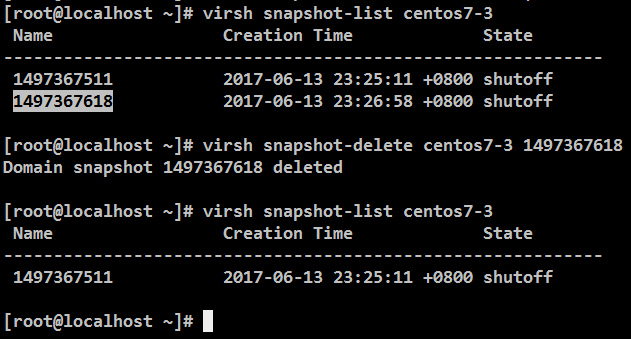 [root@localhost ~]# virsh snapshot-list centos7-3
Name                 Creation Time             State
------------------------------------------------------------
1497367511           2017-06-13 23:25:11 +0800 shutoff
1497367618           2017-06-13 23:26:58 +0800 shutoff
[root@localhost ~]# virsh snapshot-delete centos7-3 1497367618
Domain snapshot 1497367618 deleted
[root@localhost ~]# virsh snapshot-list centos7-3
Name                 Creation Time             State
------------------------------------------------------------
1497367511           2017-06-13 23:25:11 +0800 shutoff
[root@localhost ~]#